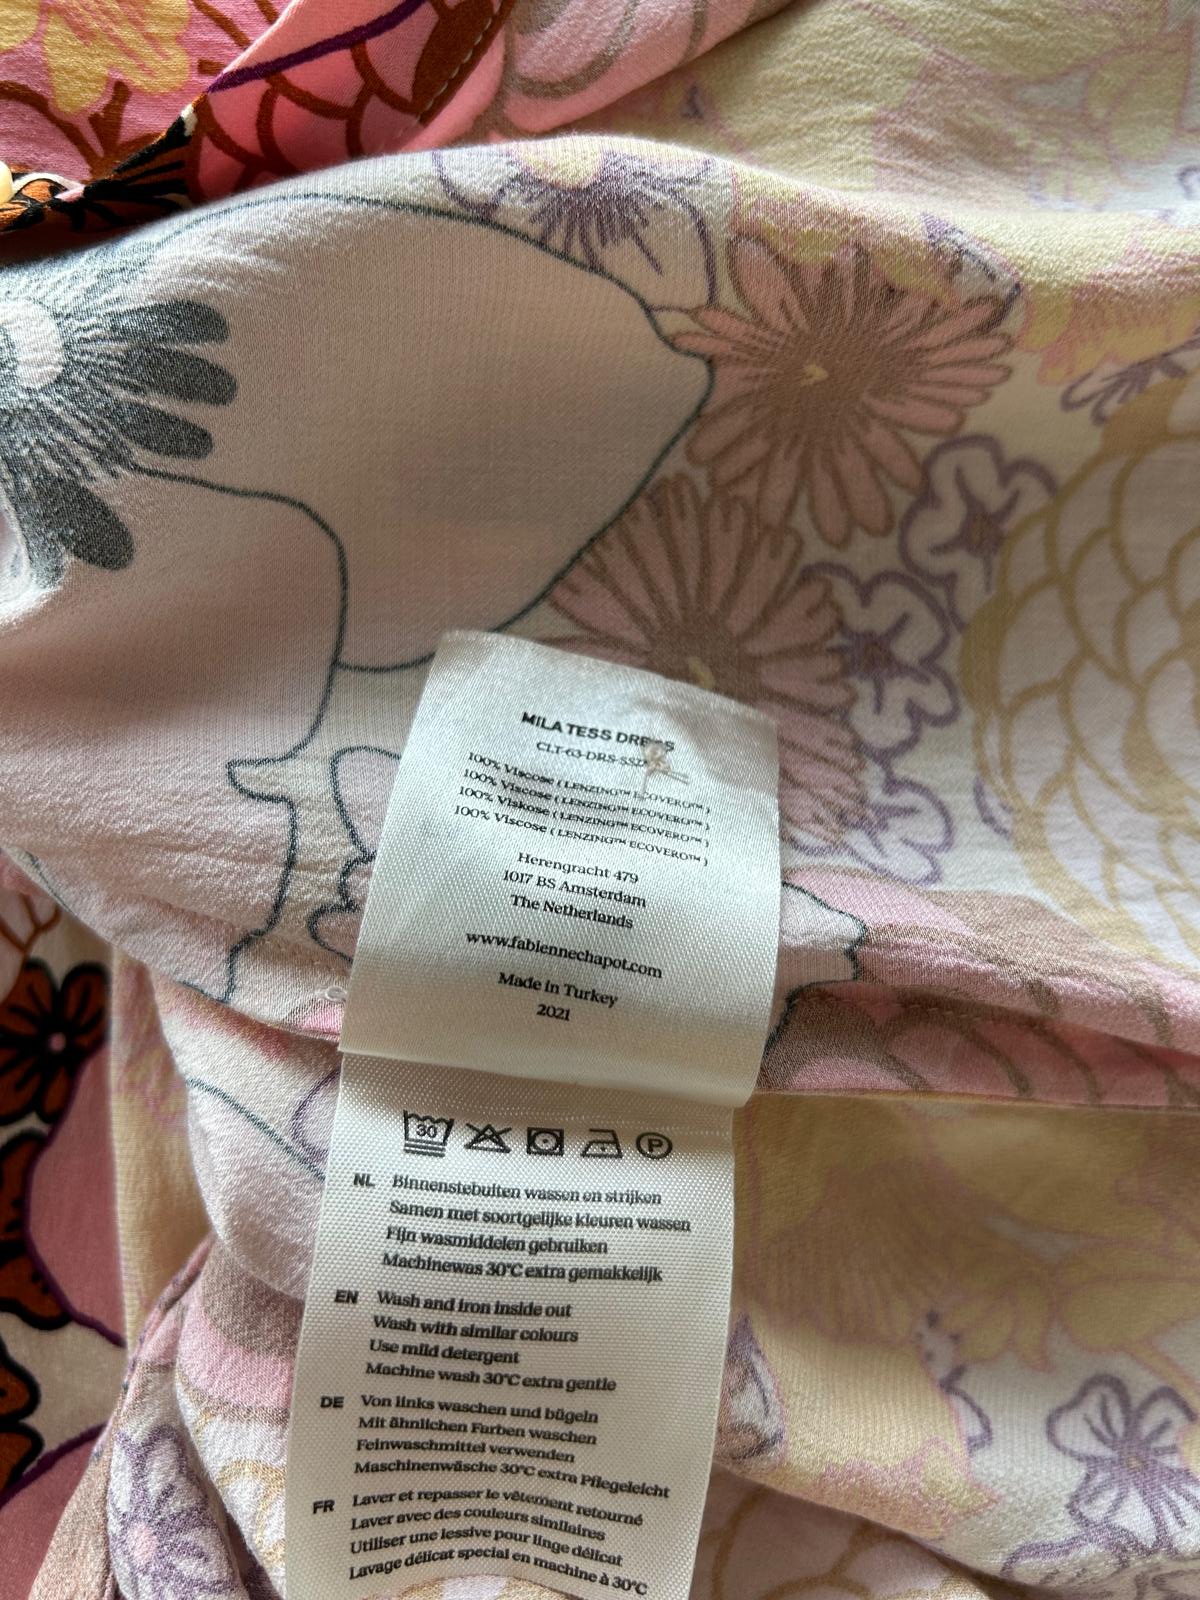 MILA TESS DRESS
100% Viscose ( LENZING™ ECOVERO™ )
100% Viscose ( LENZING™ ECOVERO™ )
100% Viskose ( LENZING™ ECOVERO™ )
100% Viscose ( LENZING™ ECOVERO™ )
Herengracht 479
1017 BS Amsterdam
The Netherlands
www.fabiennechapot.com
Made in Turkey
2021
30 P
NL Binnenstebuiten wassen en strijken
Samen met soortgelijke kleuren wassen
Fijn wasmiddelen gebruiken
Machinewas 30°C extra gemakkelijk
EN Wash and iron inside out
Wash with similar colours
Use mild detergent
Machine wash 30°C extra gentle
DE Von links waschen und bügeln
Mit ähnlichen Farben waschen
Feinwaschmittel verwenden
Maschinenwäsche 30°C extra Pflegeleicht
FR Laver et repasser le vêtement retourné
Laver avec des couleurs similaires
Utiliser une lessive pour linge délicat
Lavage délicat special en machine à 30°C